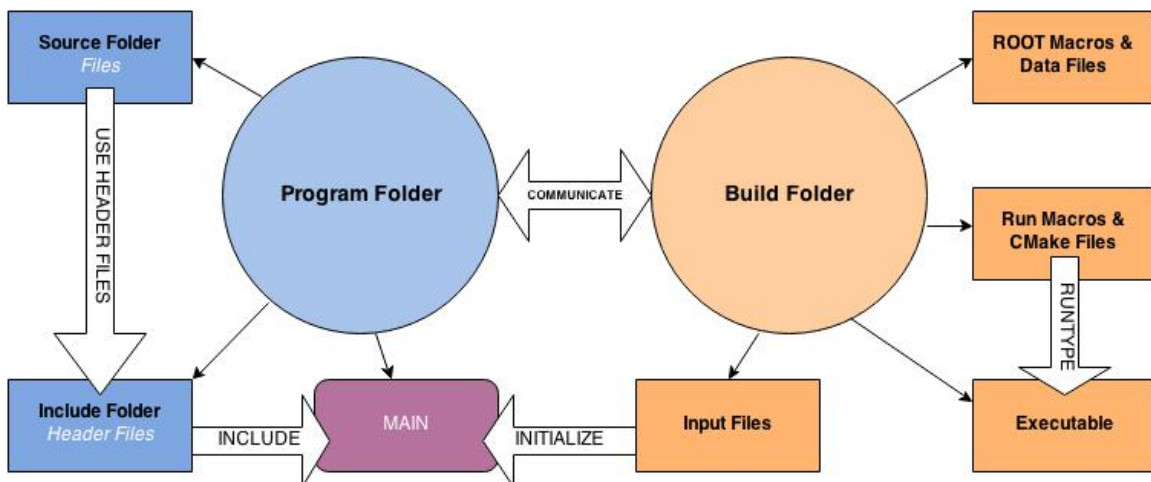 Source Folder
Files
ROOT Macros &
Data Files
USE HEADER FILES
Program Folder
COMMUNICATE
Build Folder
Run Macros &
CMake Files
RUNTYPE
Include Folder
Header Files
INCLUDE
MAIN
INITIALIZE
Input Files
Executable